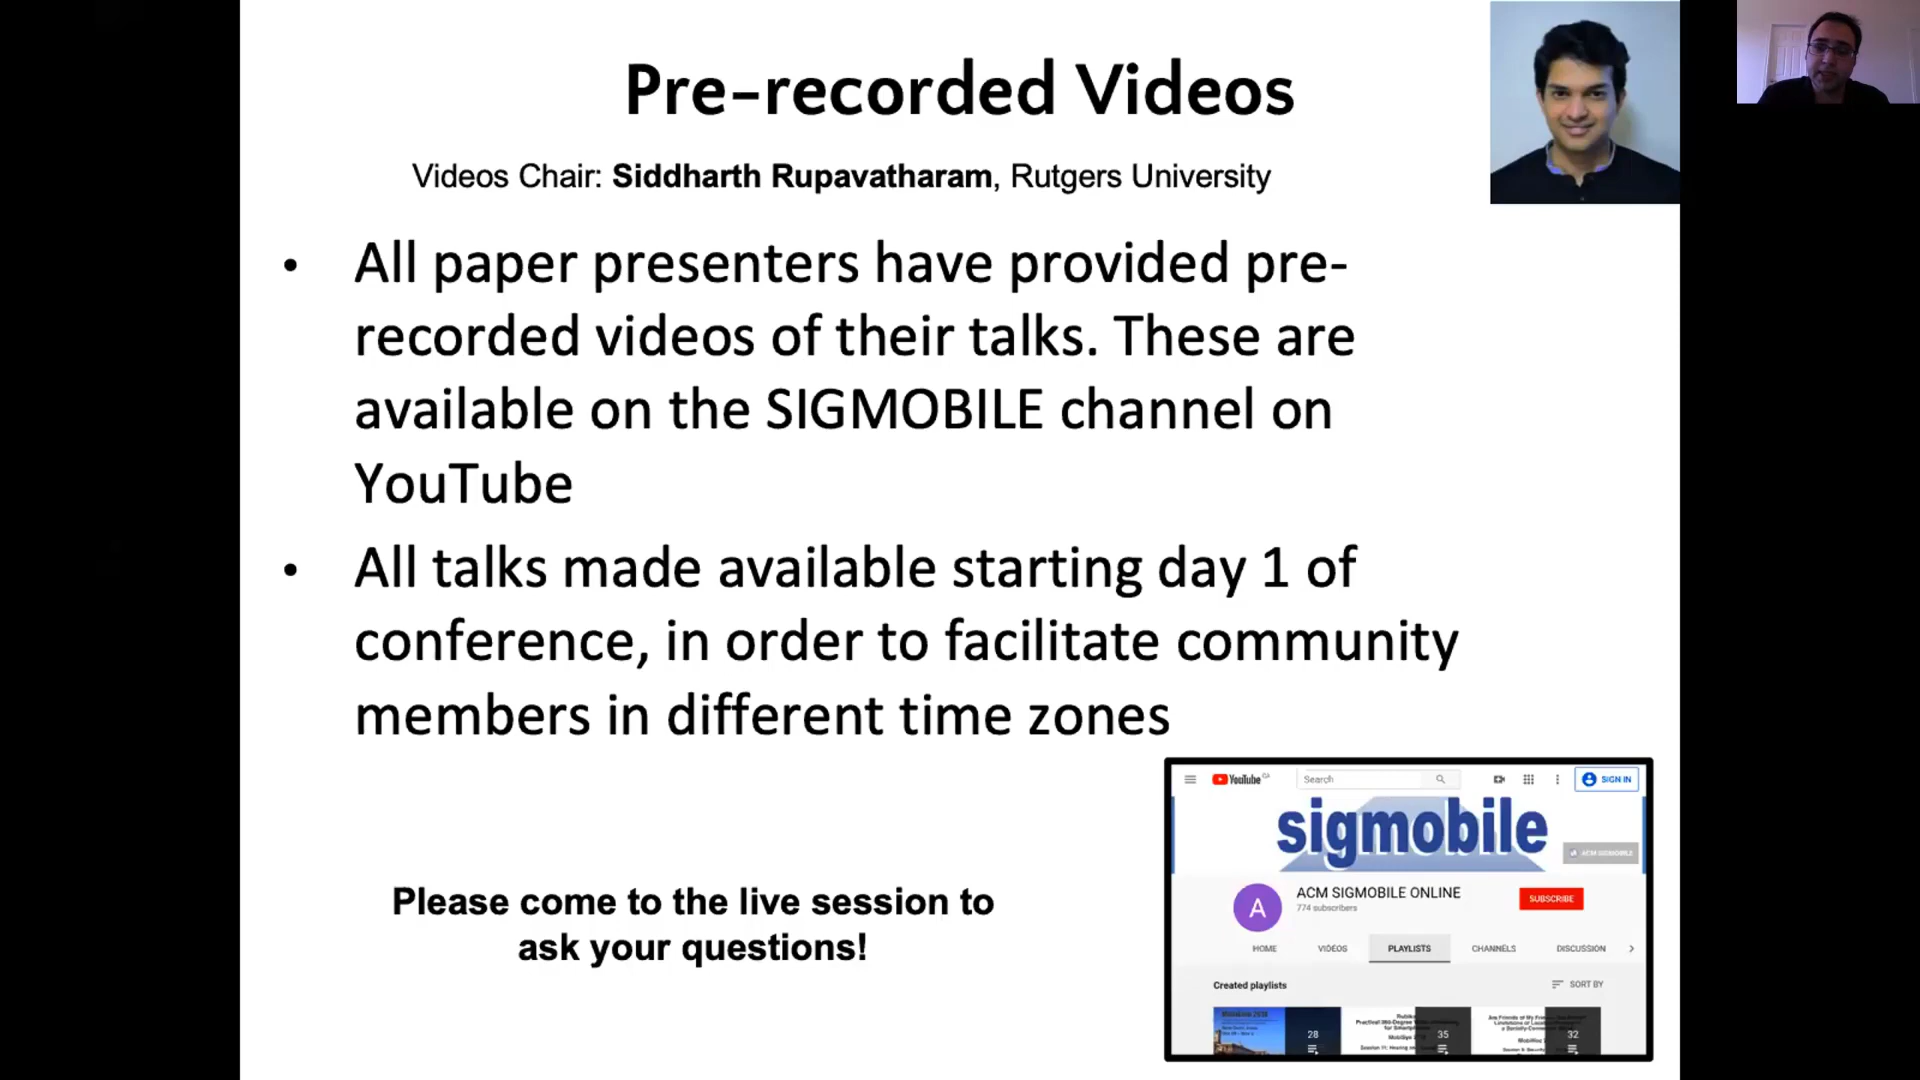 Pre-recorded Videos
Videos Chair: Siddharth Rupavatharam, Rutgers University
• All paper presenters have provided pre-
recorded videos of their talks. These are
available on the SIGMOBILE channel on
YouTube
• All talks made available starting day 1 of
conference, in order to facilitate community
members in different time zones
Please come to the live session to
ask your questions!
YouTube CA
Search
SIGN IN
sigmobile
ACM SIGMOBILE
A
ACM SIGMOBILE ONLINE
774 subscribers
SUBSCRIBE
HOME VIDEOS PLAYLISTS CHANNELS DISCUSSION
Created playlists
SORT BY
28
35
32